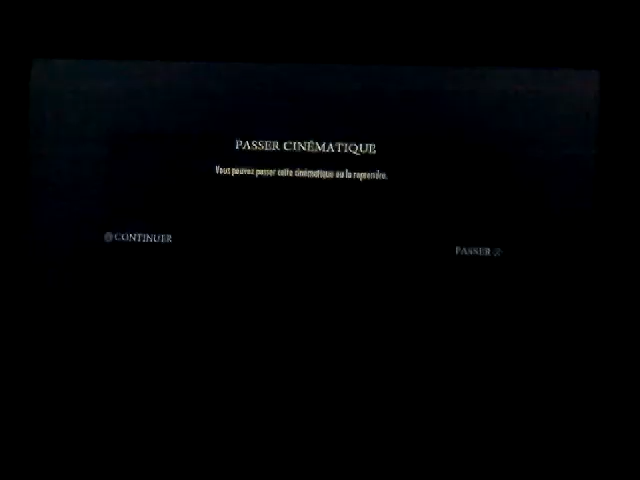 PASSER CINÉMATIQUE
Vous pouvez passer cette cinématique ou la reprendre.
CONTINUER
PASSER